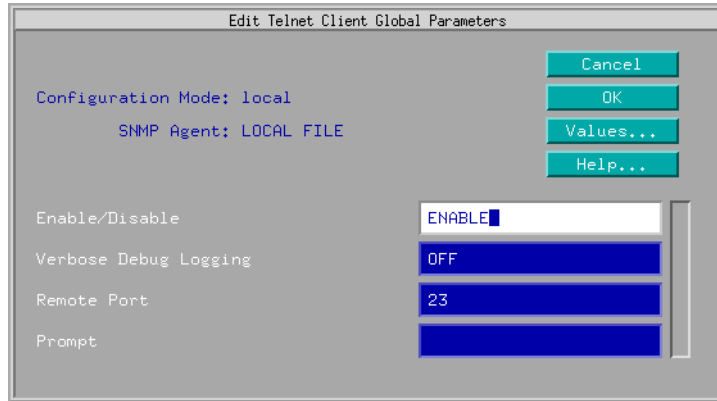 Edit Telnet Client Global Parameters
Cancel
Configuration Mode: local
OK
SNMP Agent: LOCAL FILE
Values...
Help...
Enable/Disable
ENABLE
Verbose Debug Logging
OFF
Remote Port
23
Prompt